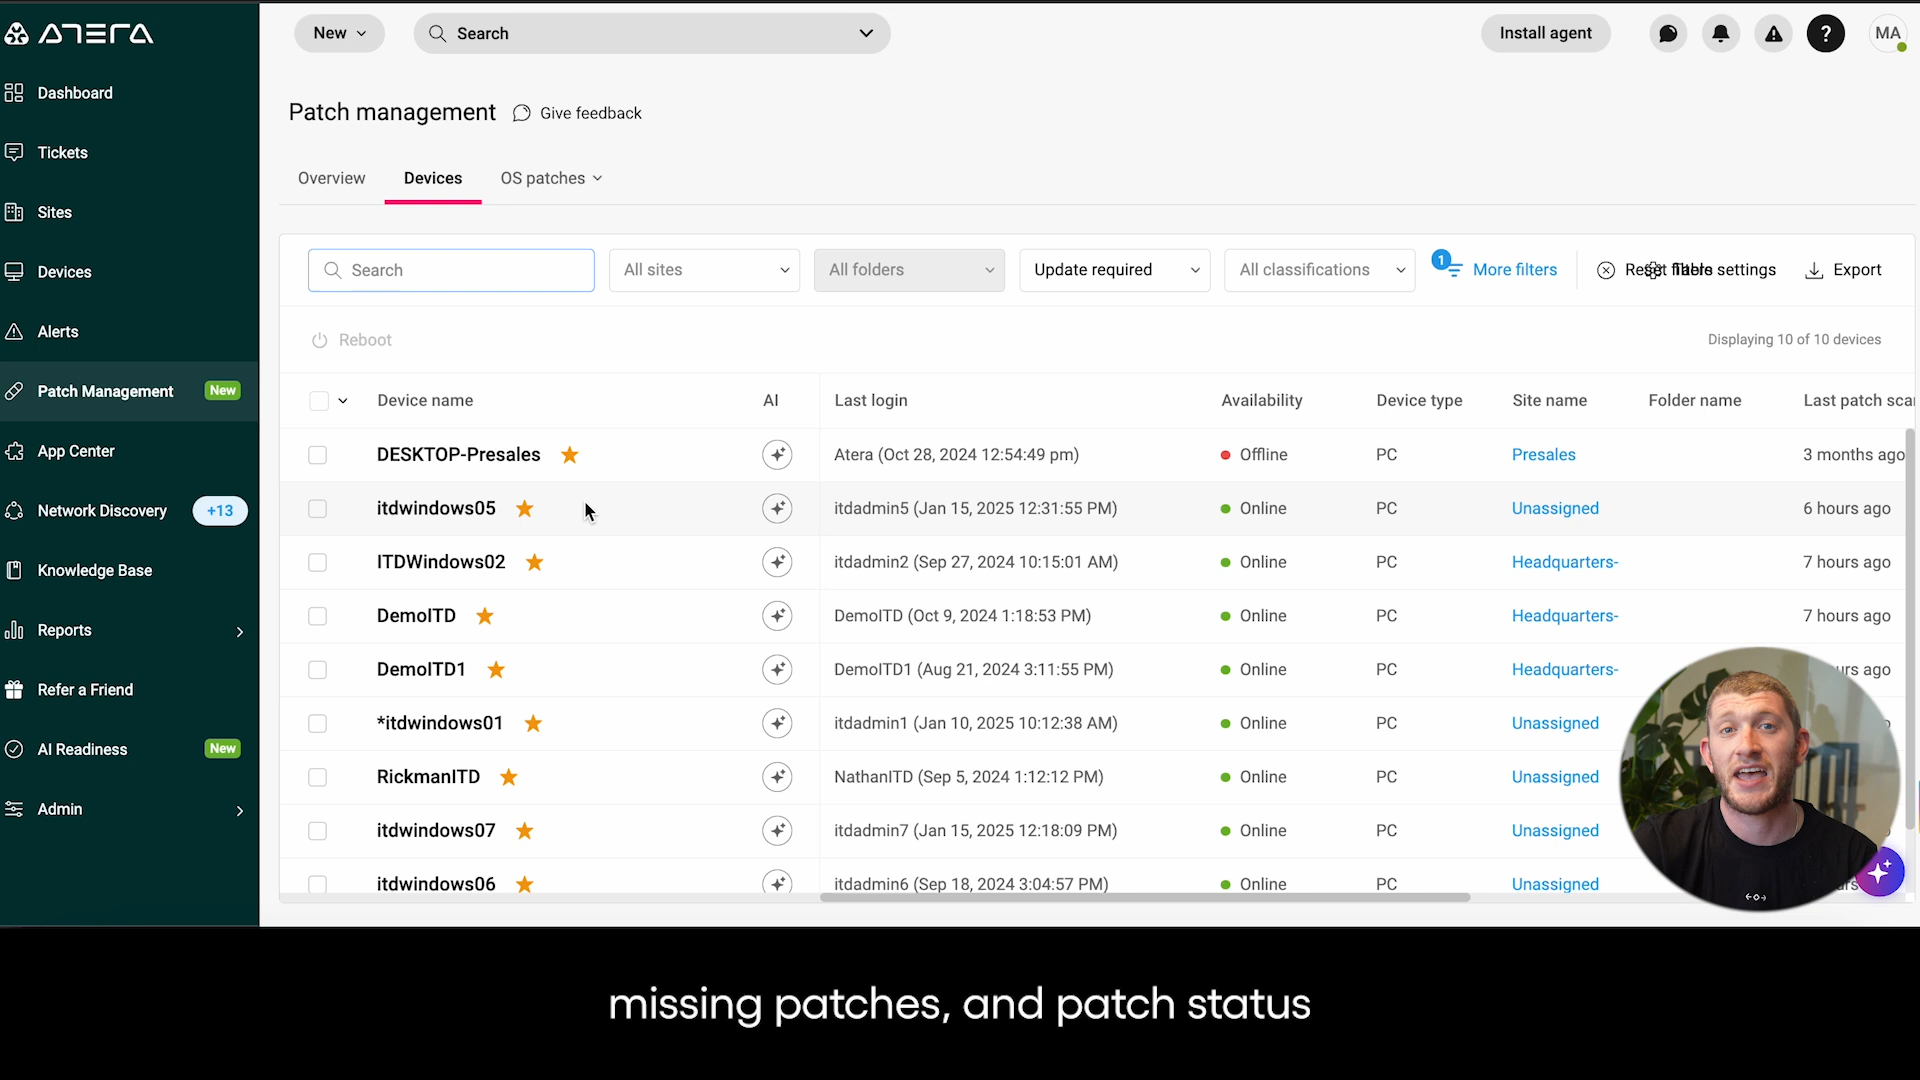 ATERA
New
Search
Install agent
?
MA
Dashboard
Tickets
Sites
Devices
Alerts
Patch Management New
App Center
Network Discovery +13
Knowledge Base
Reports
Refer a Friend
AI Readiness New
Admin
Patch management
Give feedback
Overview
Devices
OS patches
Search
All sites
All folders
Update required
All classifications
1
More filters
Table settings
Export
Reboot
Displaying 10 of 10 devices
Device name AI Last login Availability Device type Site name Folder name Last patch sca
DESKTOP-Presales Atera (Oct 28, 2024 12:54:49 pm) Offline PC Presales 3 months ago
itdwindows05 itdadmin5 (Jan 15, 2025 12:31:55 PM) Online PC Unassigned 6 hours ago
ITDWindows02 itdadmin2 (Sep 27, 2024 10:15:01 AM) Online PC Headquarters- 7 hours ago
DemoITD DemoITD (Oct 9, 2024 1:18:53 PM) Online PC Headquarters- 7 hours ago
DemoITD1 DemoITD1 (Aug 21, 2024 3:11:55 PM) Online PC Headquarters- urs ago
*itdwindows01 itdadmin1 (Jan 10, 2025 10:12:38 AM) Online PC Unassigned
RickmanITD NathanITD (Sep 5, 2024 1:12:12 PM) Online PC Unassigned
itdwindows07 itdadmin7 (Jan 15, 2025 12:18:09 PM) Online PC Unassigned
itdwindows06 itdadmin6 (Sep 18, 2024 3:04:57 PM) Online PC Unassigned
missing patches, and patch status